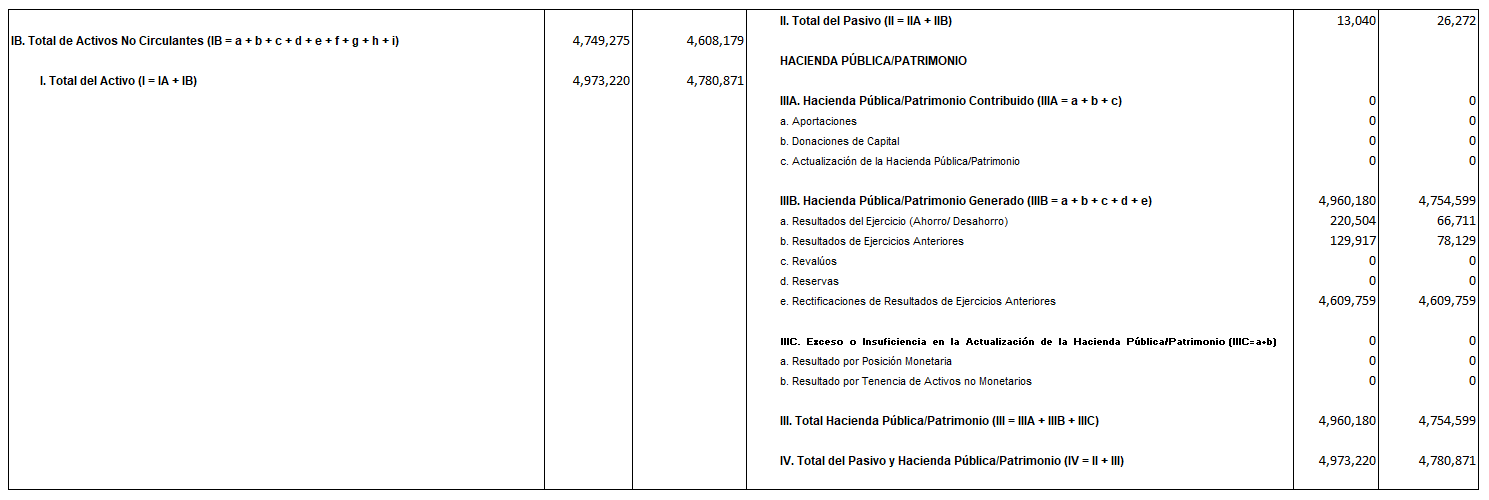 IB. Total de Activos No Circulantes (IB = a + b + c + d + e + f + g + h + i) 4,749,275 4,608,179
I. Total del Activo (I = IA + IB) 4,973,220 4,780,871
II. Total del Pasivo (II = IIA + IIB) 13,040 26,272
HACIENDA PÚBLICA/PATRIMONIO
IIIA. Hacienda Pública/Patrimonio Contribuido (IIIA = a + b + c) 0 0
a. Aportaciones 0 0
b. Donaciones de Capital 0 0
c. Actualización de la Hacienda Pública/Patrimonio 0 0
IIIB. Hacienda Pública/Patrimonio Generado (IIIB = a + b + c + d + e) 4,960,180 4,754,599
a. Resultados del Ejercicio (Ahorro/ Desahorro) 220,504 66,711
b. Resultados de Ejercicios Anteriores 129,917 78,129
c. Revalúos 0 0
d. Reservas 0 0
e. Rectificaciones de Resultados de Ejercicios Anteriores 4,609,759 4,609,759
IIIC. Exceso o Insuficiencia en la Actualización de la Hacienda Pública/Patrimonio (IIIC=a+b) 0 0
a. Resultado por Posición Monetaria 0 0
b. Resultado por Tenencia de Activos no Monetarios 0 0
III. Total Hacienda Pública/Patrimonio (III = IIIA + IIIB + IIIC) 4,960,180 4,754,599
IV. Total del Pasivo y Hacienda Pública/Patrimonio (IV = II + III) 4,973,220 4,780,871